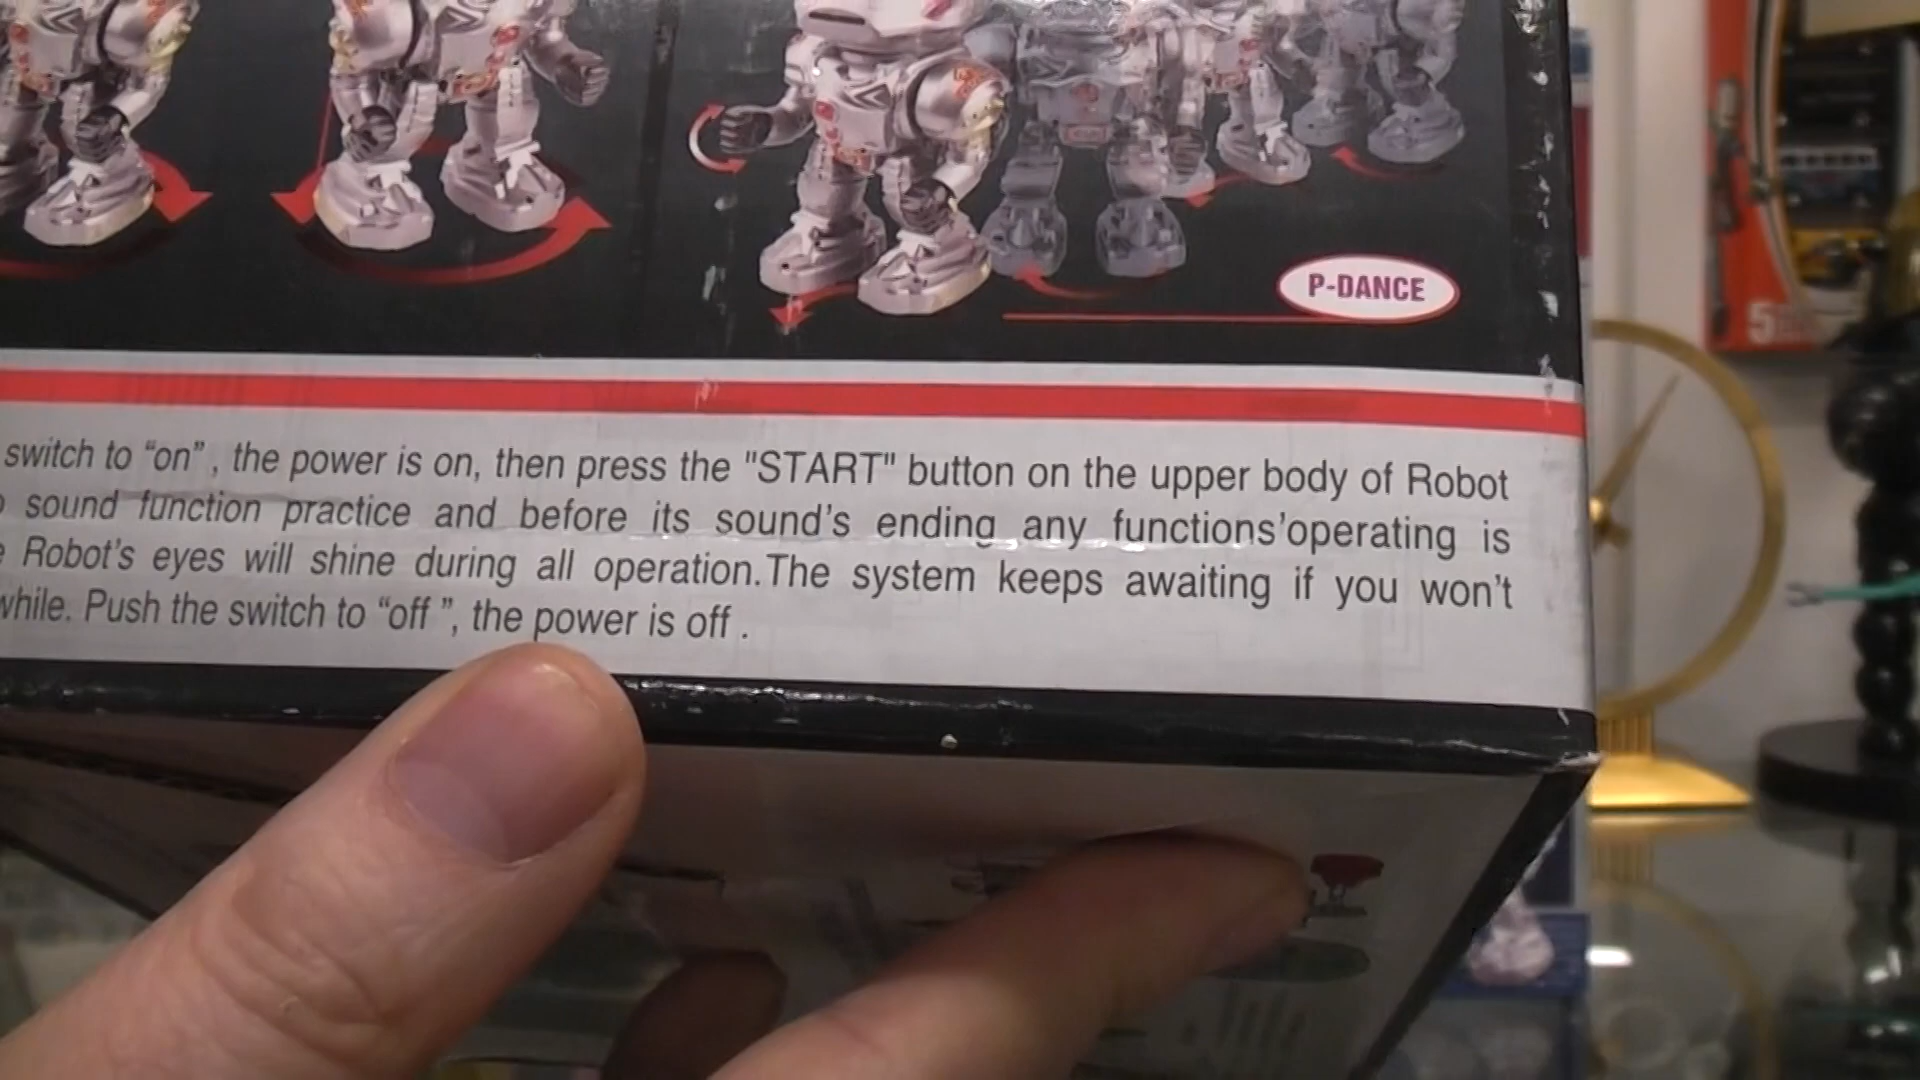 P-DANCE
switch to “on” , the power is on, then press the "START" button on the upper body of Robot
sound function practice and before its sound's ending any functions'operating is
Robot's eyes will shine during all operation.The system keeps awaiting if you won't
while. Push the switch to “off ”, the power is off .
5